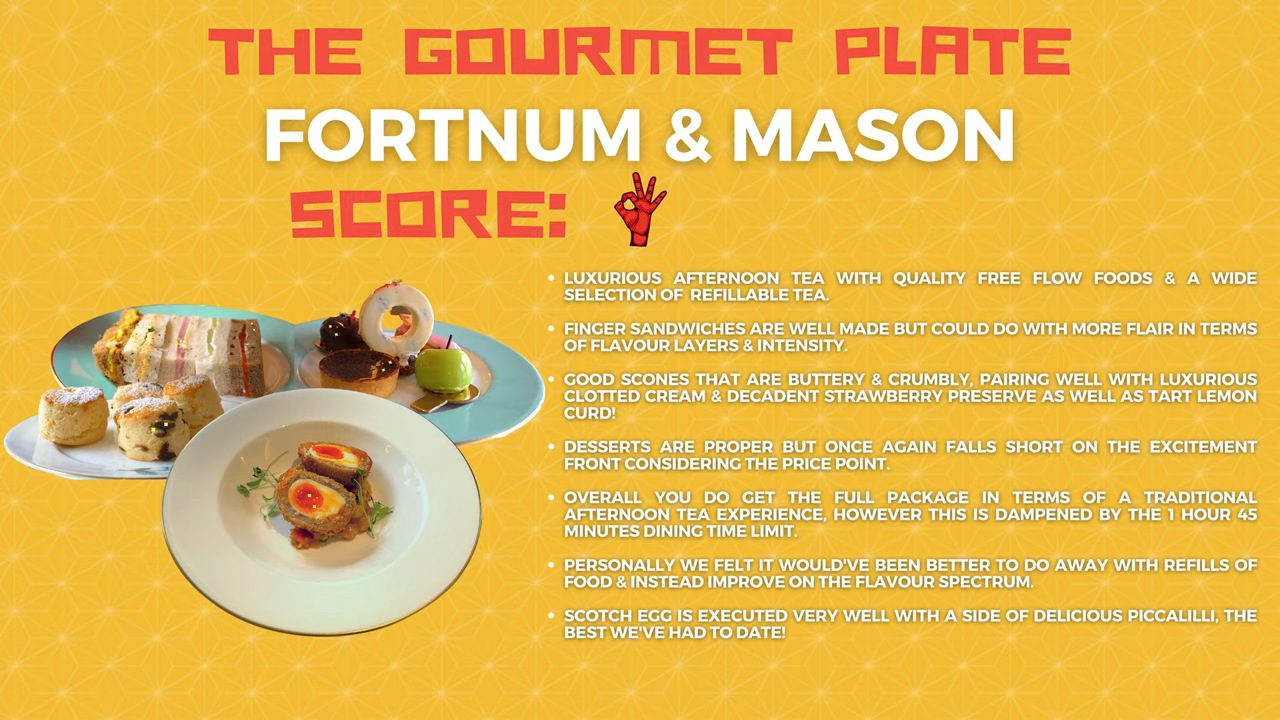 THE GOURMET PLATE
FORTNUM & MASON
SCORE:
• LUXURIOUS AFTERNOON TEA WITH QUALITY FREE FLOW FOODS & A WIDE
SELECTION OF REFILLABLE TEA.
• FINGER SANDWICHES ARE WELL MADE BUT COULD DO WITH MORE FLAIR IN TERMS
OF FLAVOUR LAYERS & INTENSITY.
• GOOD SCONES THAT ARE BUTTERY & CRUMBLY, PAIRING WELL WITH LUXURIOUS
CLOTTED CREAM & DECADENT STRAWBERRY PRESERVE AS WELL AS TART LEMON
CURD!
• DESSERTS ARE PROPER BUT ONCE AGAIN FALLS SHORT ON THE EXCITEMENT
FRONT CONSIDERING THE PRICE POINT.
• OVERALL YOU DO GET THE FULL PACKAGE IN TERMS OF A TRADITIONAL
AFTERNOON TEA EXPERIENCE, HOWEVER THIS IS DAMPENED BY THE 1 HOUR 45
MINUTES DINING TIME LIMIT.
• PERSONALLY WE FELT IT WOULD'VE BEEN BETTER TO DO AWAY WITH REFILLS OF
FOOD & INSTEAD IMPROVE ON THE FLAVOUR SPECTRUM.
• SCOTCH EGG IS EXECUTED VERY WELL WITH A SIDE OF DELICIOUS PICCALILLI, THE
BEST WE'VE HAD TO DATE!